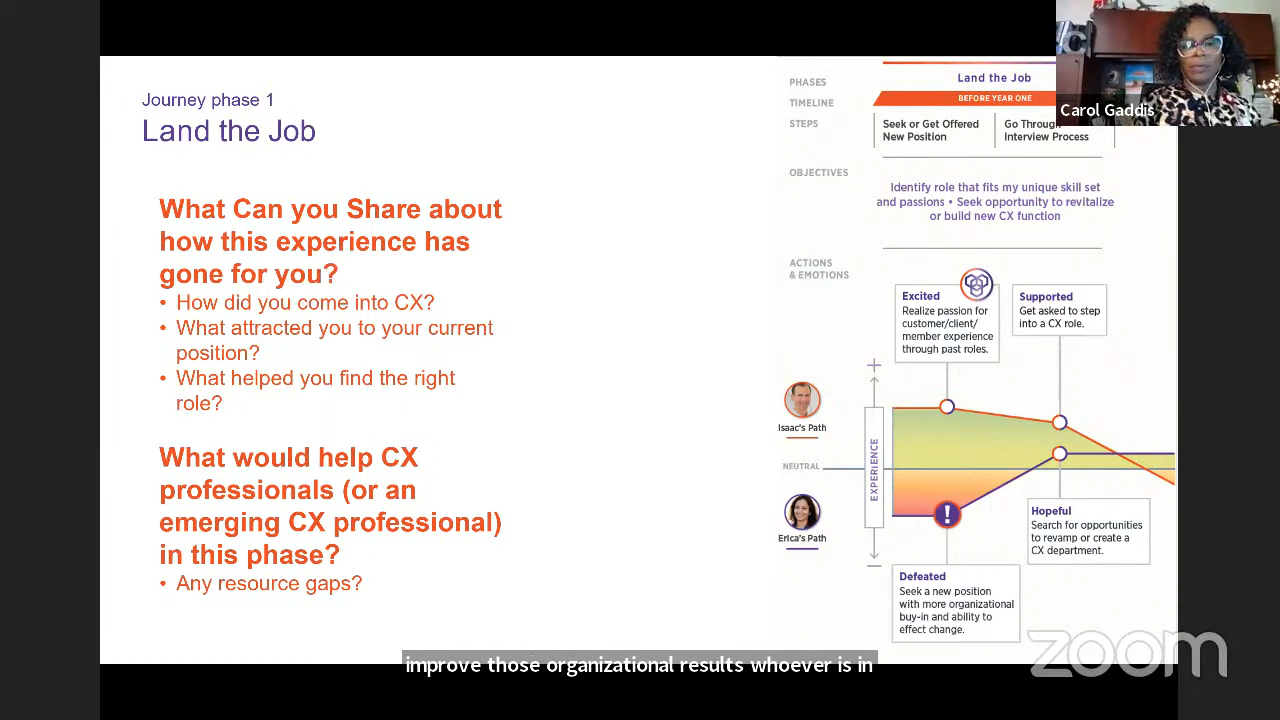 Journey phase 1
Land the Job
What Can you Share about
how this experience has
gone for you?
• How did you come into CX?
• What attracted you to your current
position?
• What helped you find the right
role?
What would help CX
professionals (or an
emerging CX professional)
in this phase?
• Any resource gaps?
PHASES
Land the Job
TIMELINE
BEFORE YEAR ONE
STEPS
Seek or Get Offered
New Position
Go Through
Interview Process
OBJECTIVES
Identify role that fits my unique skill set
and passions • Seek opportunity to revitalize
or build new CX function
ACTIONS
& EMOTIONS
Excited
Realize passion for
customer/client/
member experience
through past roles.
Supported
Get asked to step
into a CX role.
+
Isaac's Path
NEUTRAL
EXPERIENCE
!
Erica's Path
–
Hopeful
Search for opportunities
to revamp or create a
CX department.
Defeated
Seek a new position
with more organizational
buy-in and ability to
effect change.
Carol Gaddis
zoom
improve those organizational results whoever is in